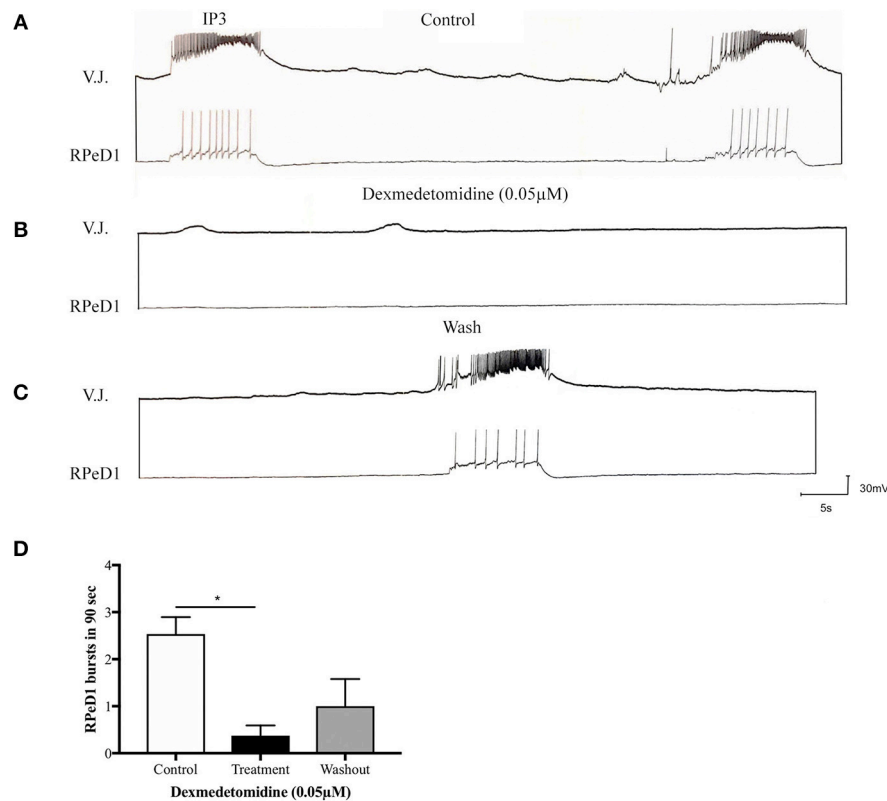 A
IP3
Control
V.J.
RPeD1
Dexmedetomidine (0.05µM)
B
V.J.
RPeD1
Wash
C
V.J.
RPeD1
30mV
5s
D
4
3
2
1
0
RPeD1 bursts in 90 sec
*
Control
Treatment
Washout
Dexmedetomidine (0.05µM)